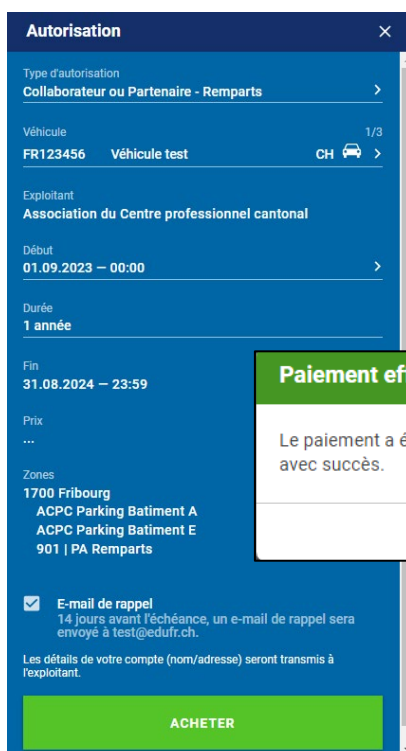 Autorisation ×
Type d'autorisation
Collaborateur ou Partenaire - Remparts
Véhicule 1/3
FR123456 Véhicule test CH
Exploitant
Association du Centre professionnel cantonal
Début
01.09.2023 – 00:00
Durée
1 année
Fin
31.08.2024 – 23:59
Prix
...
Zones
1700 Fribourg
ACPC Parking Batiment A
ACPC Parking Batiment E
901 | PA Remparts
Paiement ef
Le paiement a é
avec succès.
E-mail de rappel
14 jours avant l'échéance, un e-mail de rappel sera
envoyé à test@edufr.ch.
Les détails de votre compte (nom/adresse) seront transmis à
l'exploitant.
ACHETER